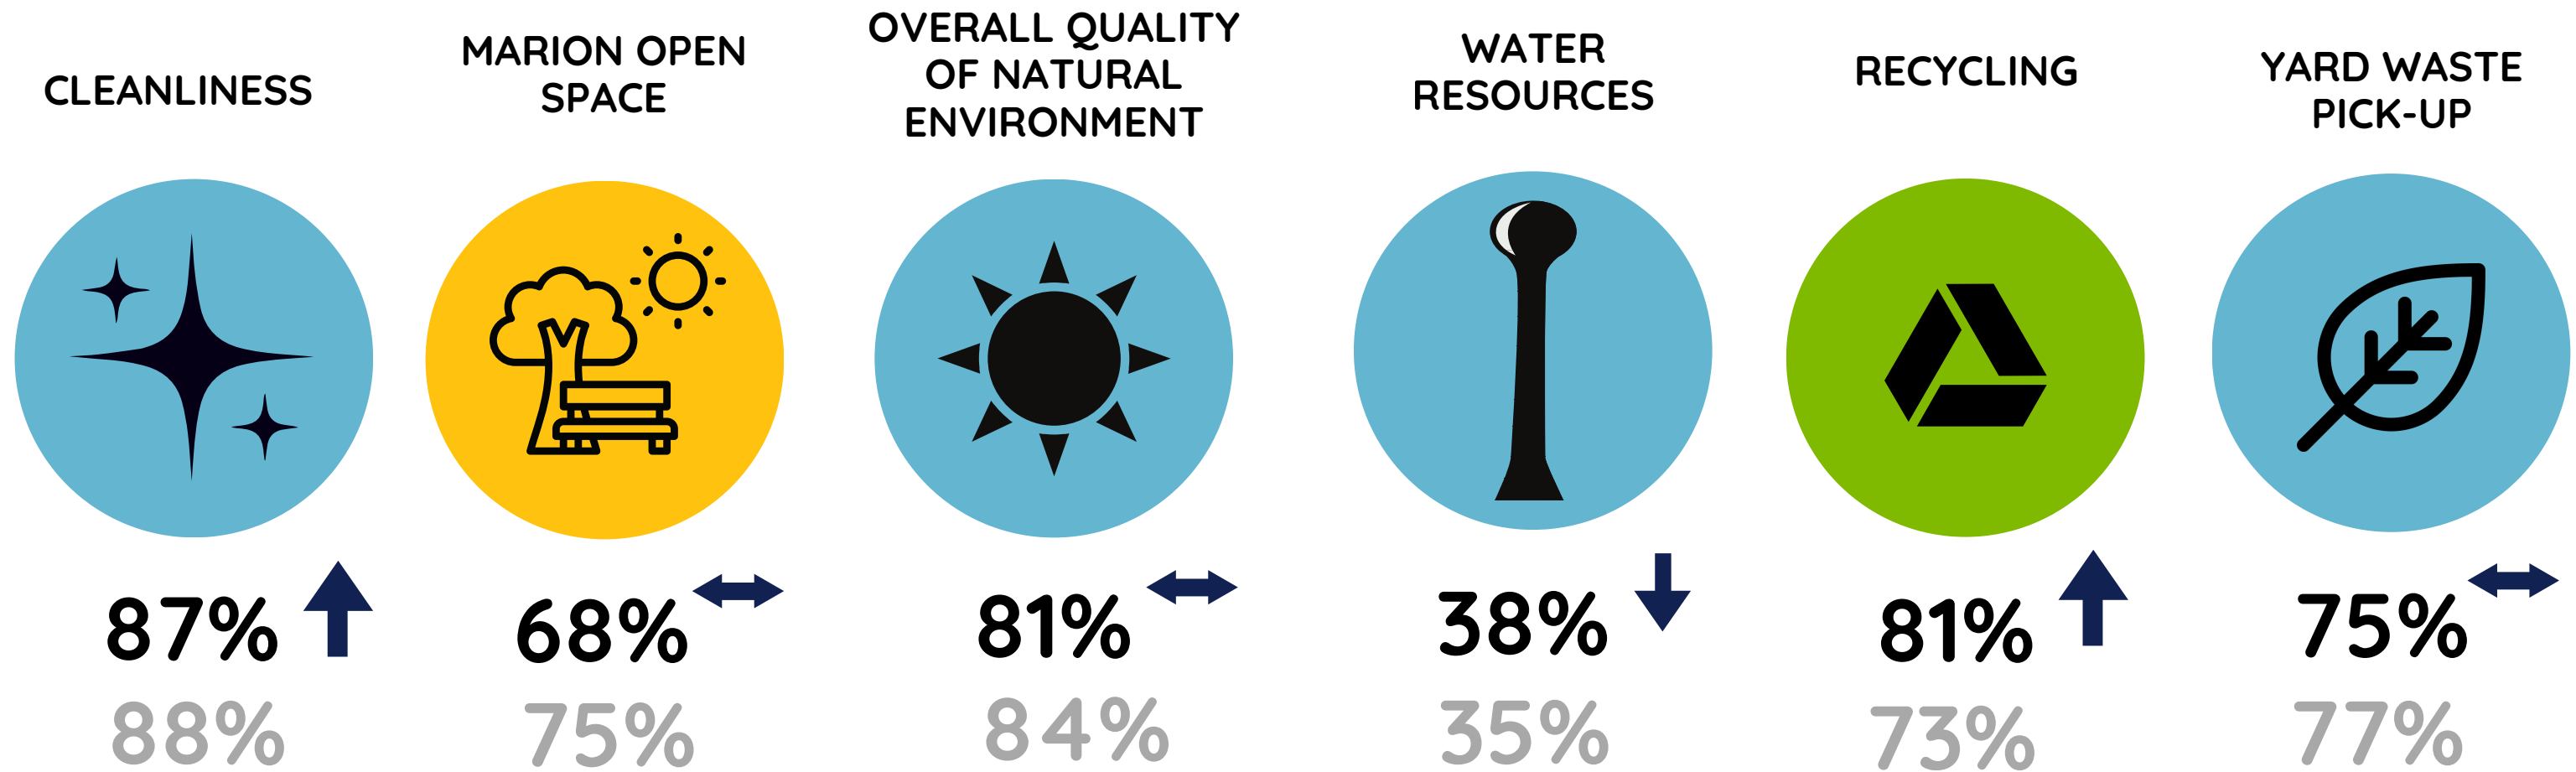 CLEANLINESS
87%
88%
MARION OPEN
SPACE
68%
75%
OVERALL QUALITY
OF NATURAL
ENVIRONMENT
81%
84%
WATER
RESOURCES
38%
35%
RECYCLING
81%
73%
YARD WASTE
PICK-UP
75%
77%